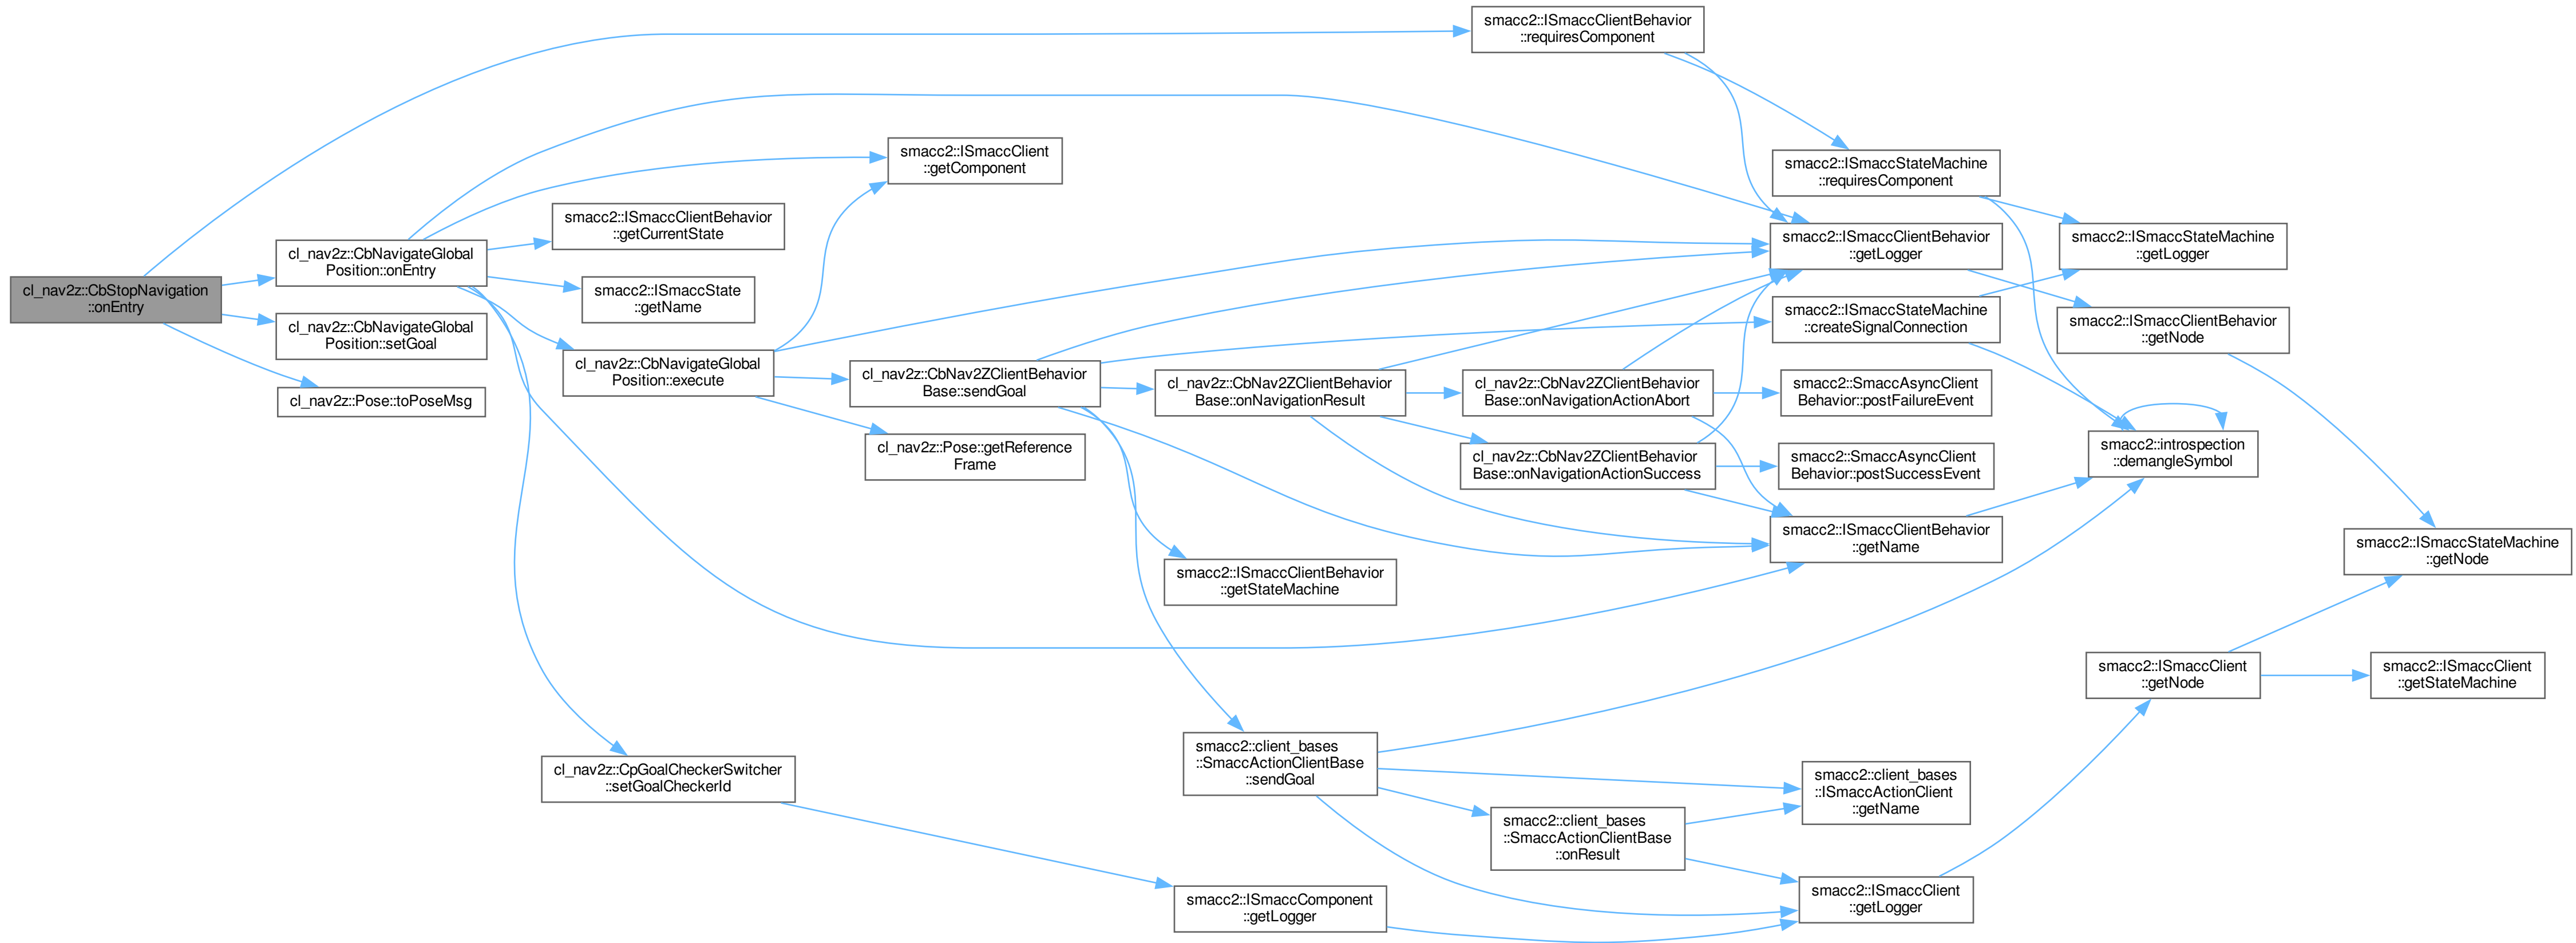 smacc2::ISmaccClientBehavior
::requiresComponent
smacc2::ISmaccClient
::getComponent
smacc2::ISmaccStateMachine
::requiresComponent
smacc2::ISmaccClientBehavior
::getCurrentState
cl_nav2z::CbNavigateGlobal
Position::onEntry
smacc2::ISmaccClientBehavior
::getLogger
smacc2::ISmaccStateMachine
::getLogger
cl_nav2z::CbStopNavigation
::onEntry
smacc2::ISmaccState
::getName
cl_nav2z::CbNavigateGlobal
Position::setGoal
smacc2::ISmaccStateMachine
::createSignalConnection
smacc2::ISmaccClientBehavior
::getNode
cl_nav2z::CbNavigateGlobal
Position::execute
cl_nav2z::CbNav2ZClientBehavior
Base::sendGoal
cl_nav2z::CbNav2ZClientBehavior
Base::onNavigationResult
cl_nav2z::CbNav2ZClientBehavior
Base::onNavigationActionAbort
smacc2::SmaccAsyncClient
Behavior::postFailureEvent
cl_nav2z::Pose::toPoseMsg
cl_nav2z::Pose::getReference
Frame
cl_nav2z::CbNav2ZClientBehavior
Base::onNavigationActionSuccess
smacc2::SmaccAsyncClient
Behavior::postSuccessEvent
smacc2::introspection
::demangleSymbol
smacc2::ISmaccClientBehavior
::getName
smacc2::ISmaccStateMachine
::getNode
smacc2::ISmaccClientBehavior
::getStateMachine
smacc2::ISmaccClient
::getNode
smacc2::ISmaccClient
::getStateMachine
cl_nav2z::CpGoalCheckerSwitcher
::setGoalCheckerId
smacc2::client_bases
::SmaccActionClientBase
::sendGoal
smacc2::client_bases
::ISmaccActionClient
::getName
smacc2::client_bases
::SmaccActionClientBase
::onResult
smacc2::ISmaccComponent
::getLogger
smacc2::ISmaccClient
::getLogger